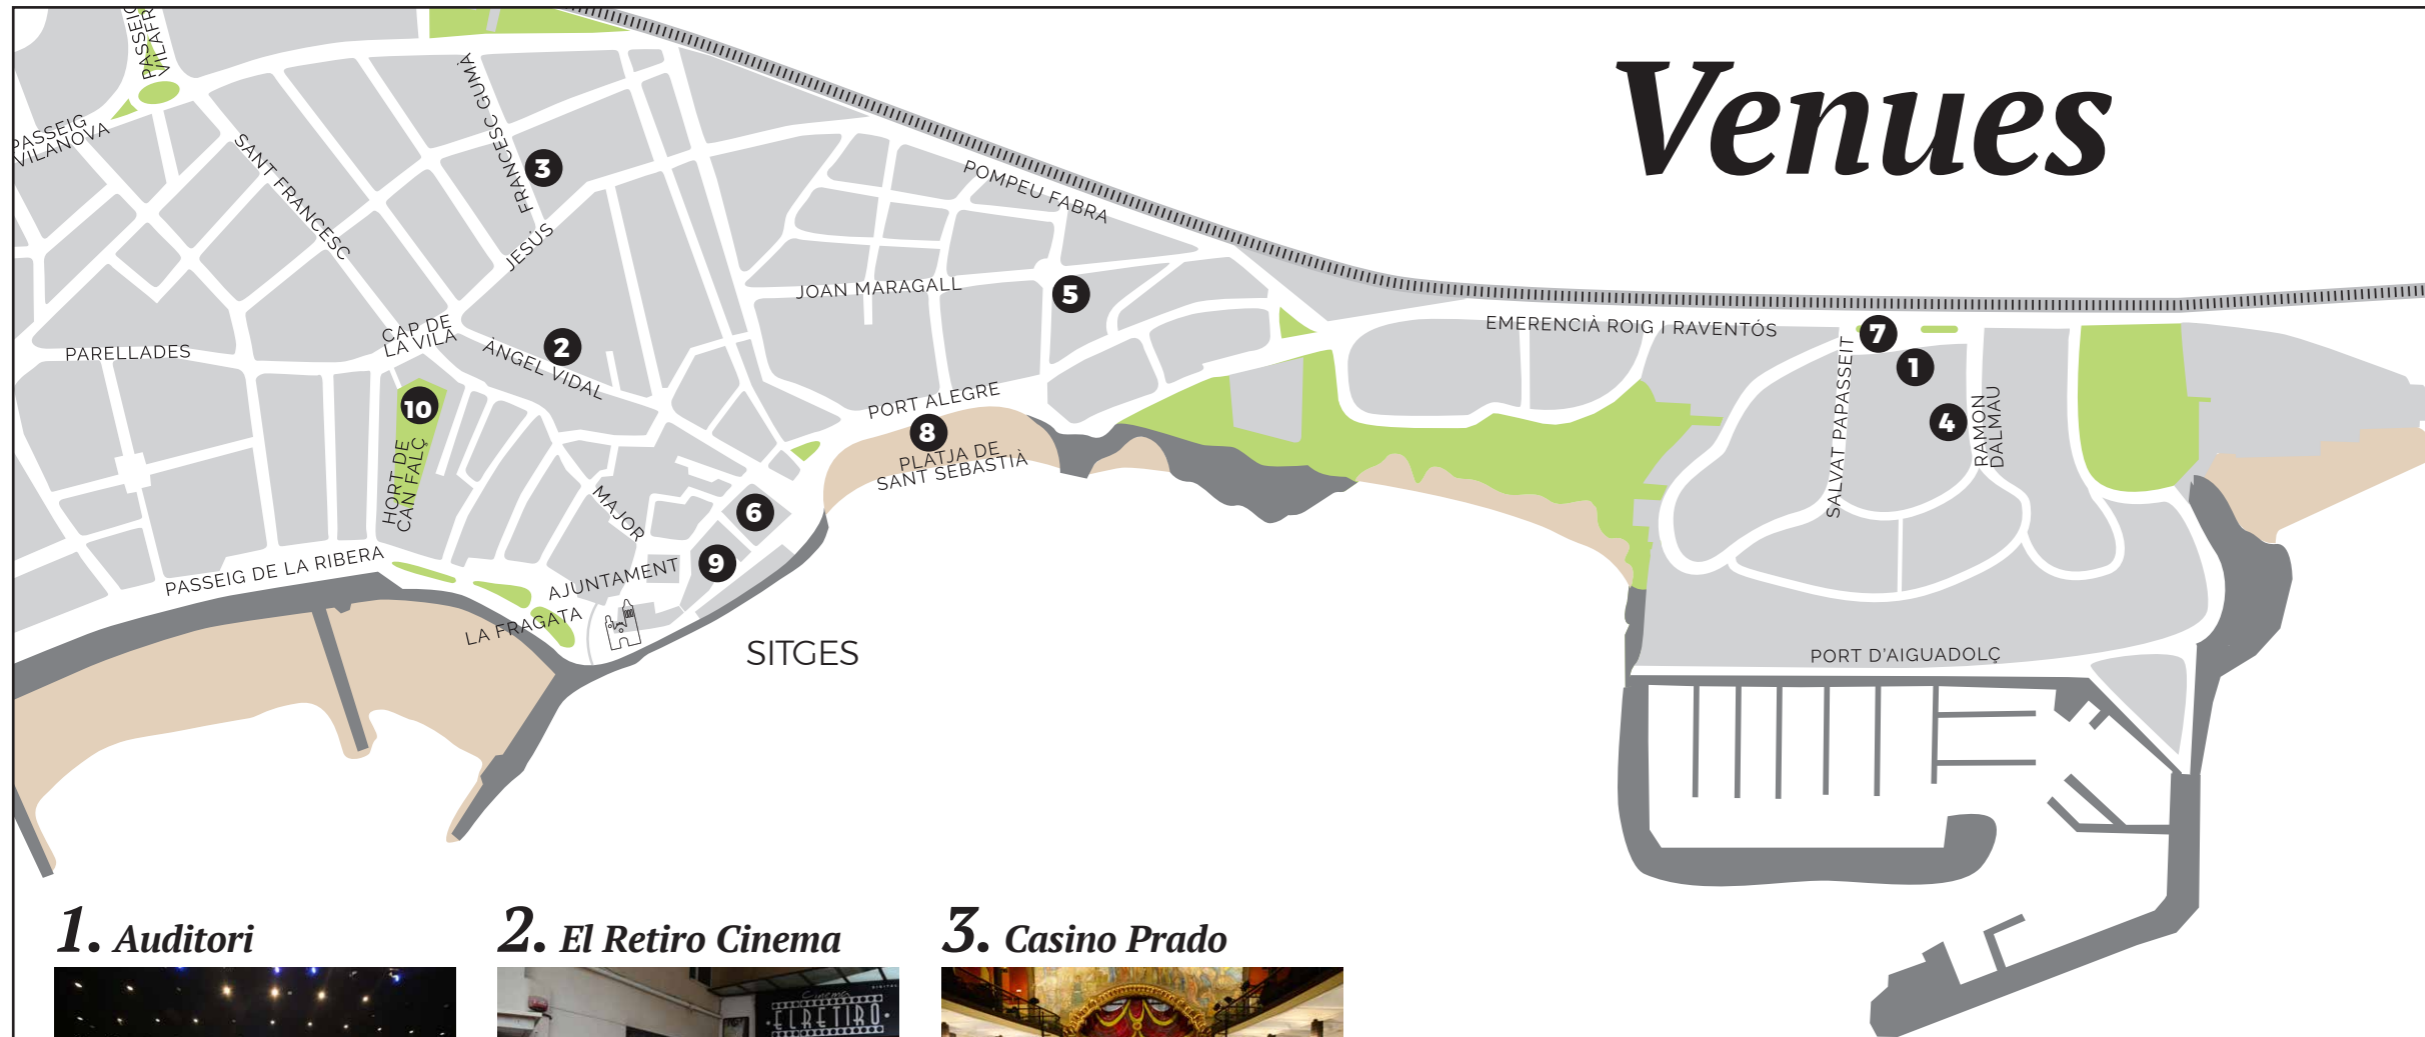 Venues
PASSEIG
VILAFR
PASSEIG
VILANOVA
SANT FRANCESC
FRANCESC GUMÀ
3
JESÚS
POMPEU FABRA
JOAN MARAGALL
5
EMERENCIÀ ROIG I RAVENTÓS
7
1
SALVAT PAPASSEIT
4
RAMON
DALMAU
PARELLADES
CAP DE
LA VILA
2
ÀNGEL VIDAL
10
HORT DE
CAN FALÇ
PORT ALEGRE
8
PLATJA DE
SANT SEBASTIÀ
MAJOR
6
9
PASSEIG DE LA RIBERA
AJUNTAMENT
LA FRAGATA
SITGES
PORT D'AIGUADOLÇ
1. Auditori
2. El Retiro Cinema
3. Casino Prado
Cinema
DIGITAL
·ELRETIRO·